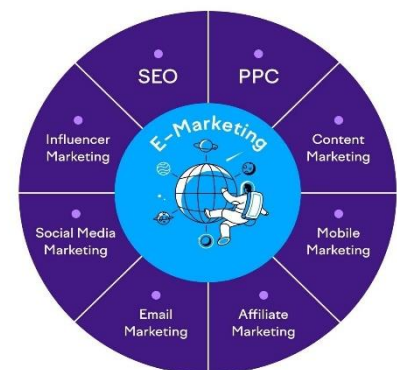 SEO
PPC
Content
Marketing
Mobile
Marketing
Affiliate
Marketing
Email
Marketing
Social Media
Marketing
Influencer
Marketing
E-Marketing